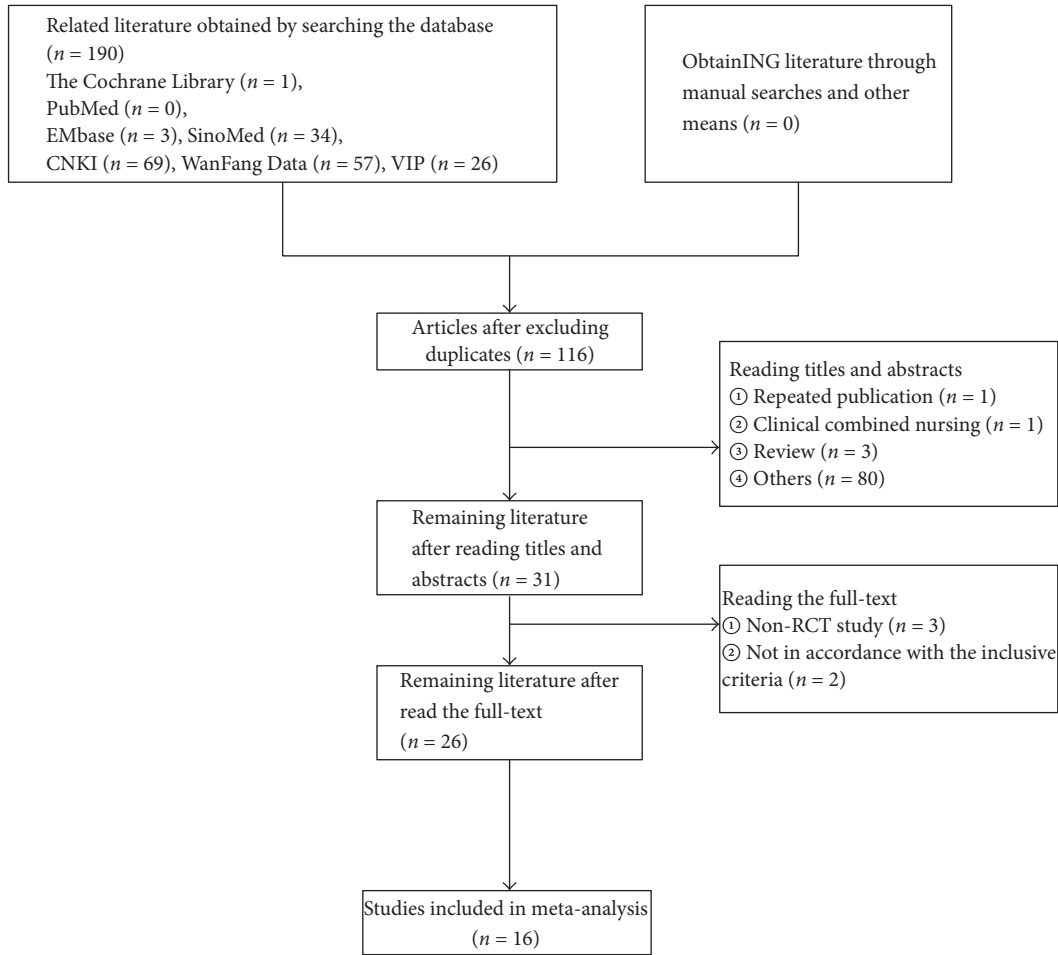 Related literature obtained by searching the database
(n = 190)
The Cochrane Library (n = 1),
PubMed (n = 0),
EMbase (n = 3), SinoMed (n = 34),
CNKI (n = 69), WanFang Data (n = 57), VIP (n = 26)
ObtainING literature through
manual searches and other
means (n = 0)
Articles after excluding
duplicates (n = 116)
Reading titles and abstracts
① Repeated publication (n = 1)
② Clinical combined nursing (n = 1)
③ Review (n = 3)
④ Others (n = 80)
Remaining literature
after reading titles and
abstracts (n = 31)
Reading the full-text
① Non-RCT study (n = 3)
② Not in accordance with the inclusive
criteria (n = 2)
Remaining literature after
read the full-text
(n = 26)
Studies included in meta-analysis
(n = 16)